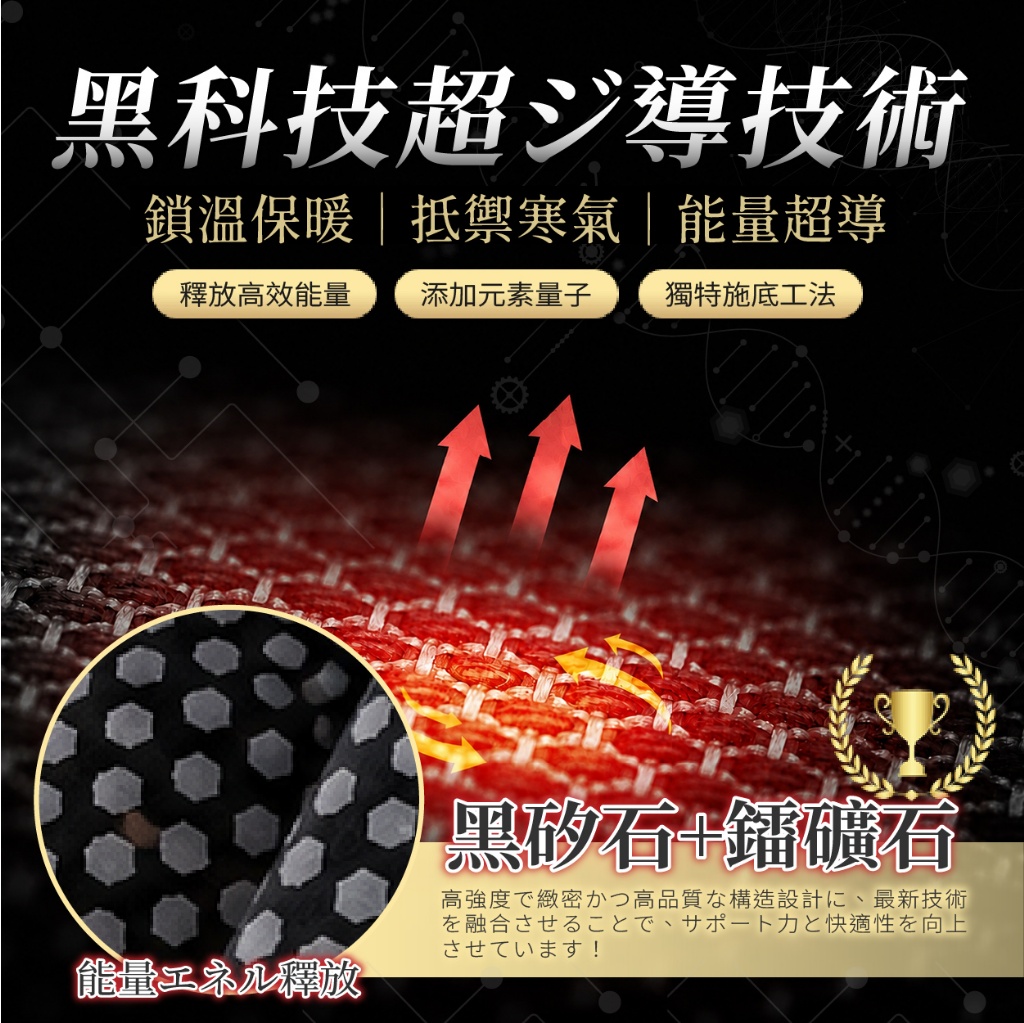 黑科技超ジ導技術
鎖溫保暖｜抵禦寒氣｜能量超導
釋放高效能量 添加元素量子 獨特施底工法
黑矽石+鐳礦石
高強度で緻密かつ高品質な構造設計に、最新技術
を融合させることで、サポート力と快適性を向上
させています！
能量エネル釋放